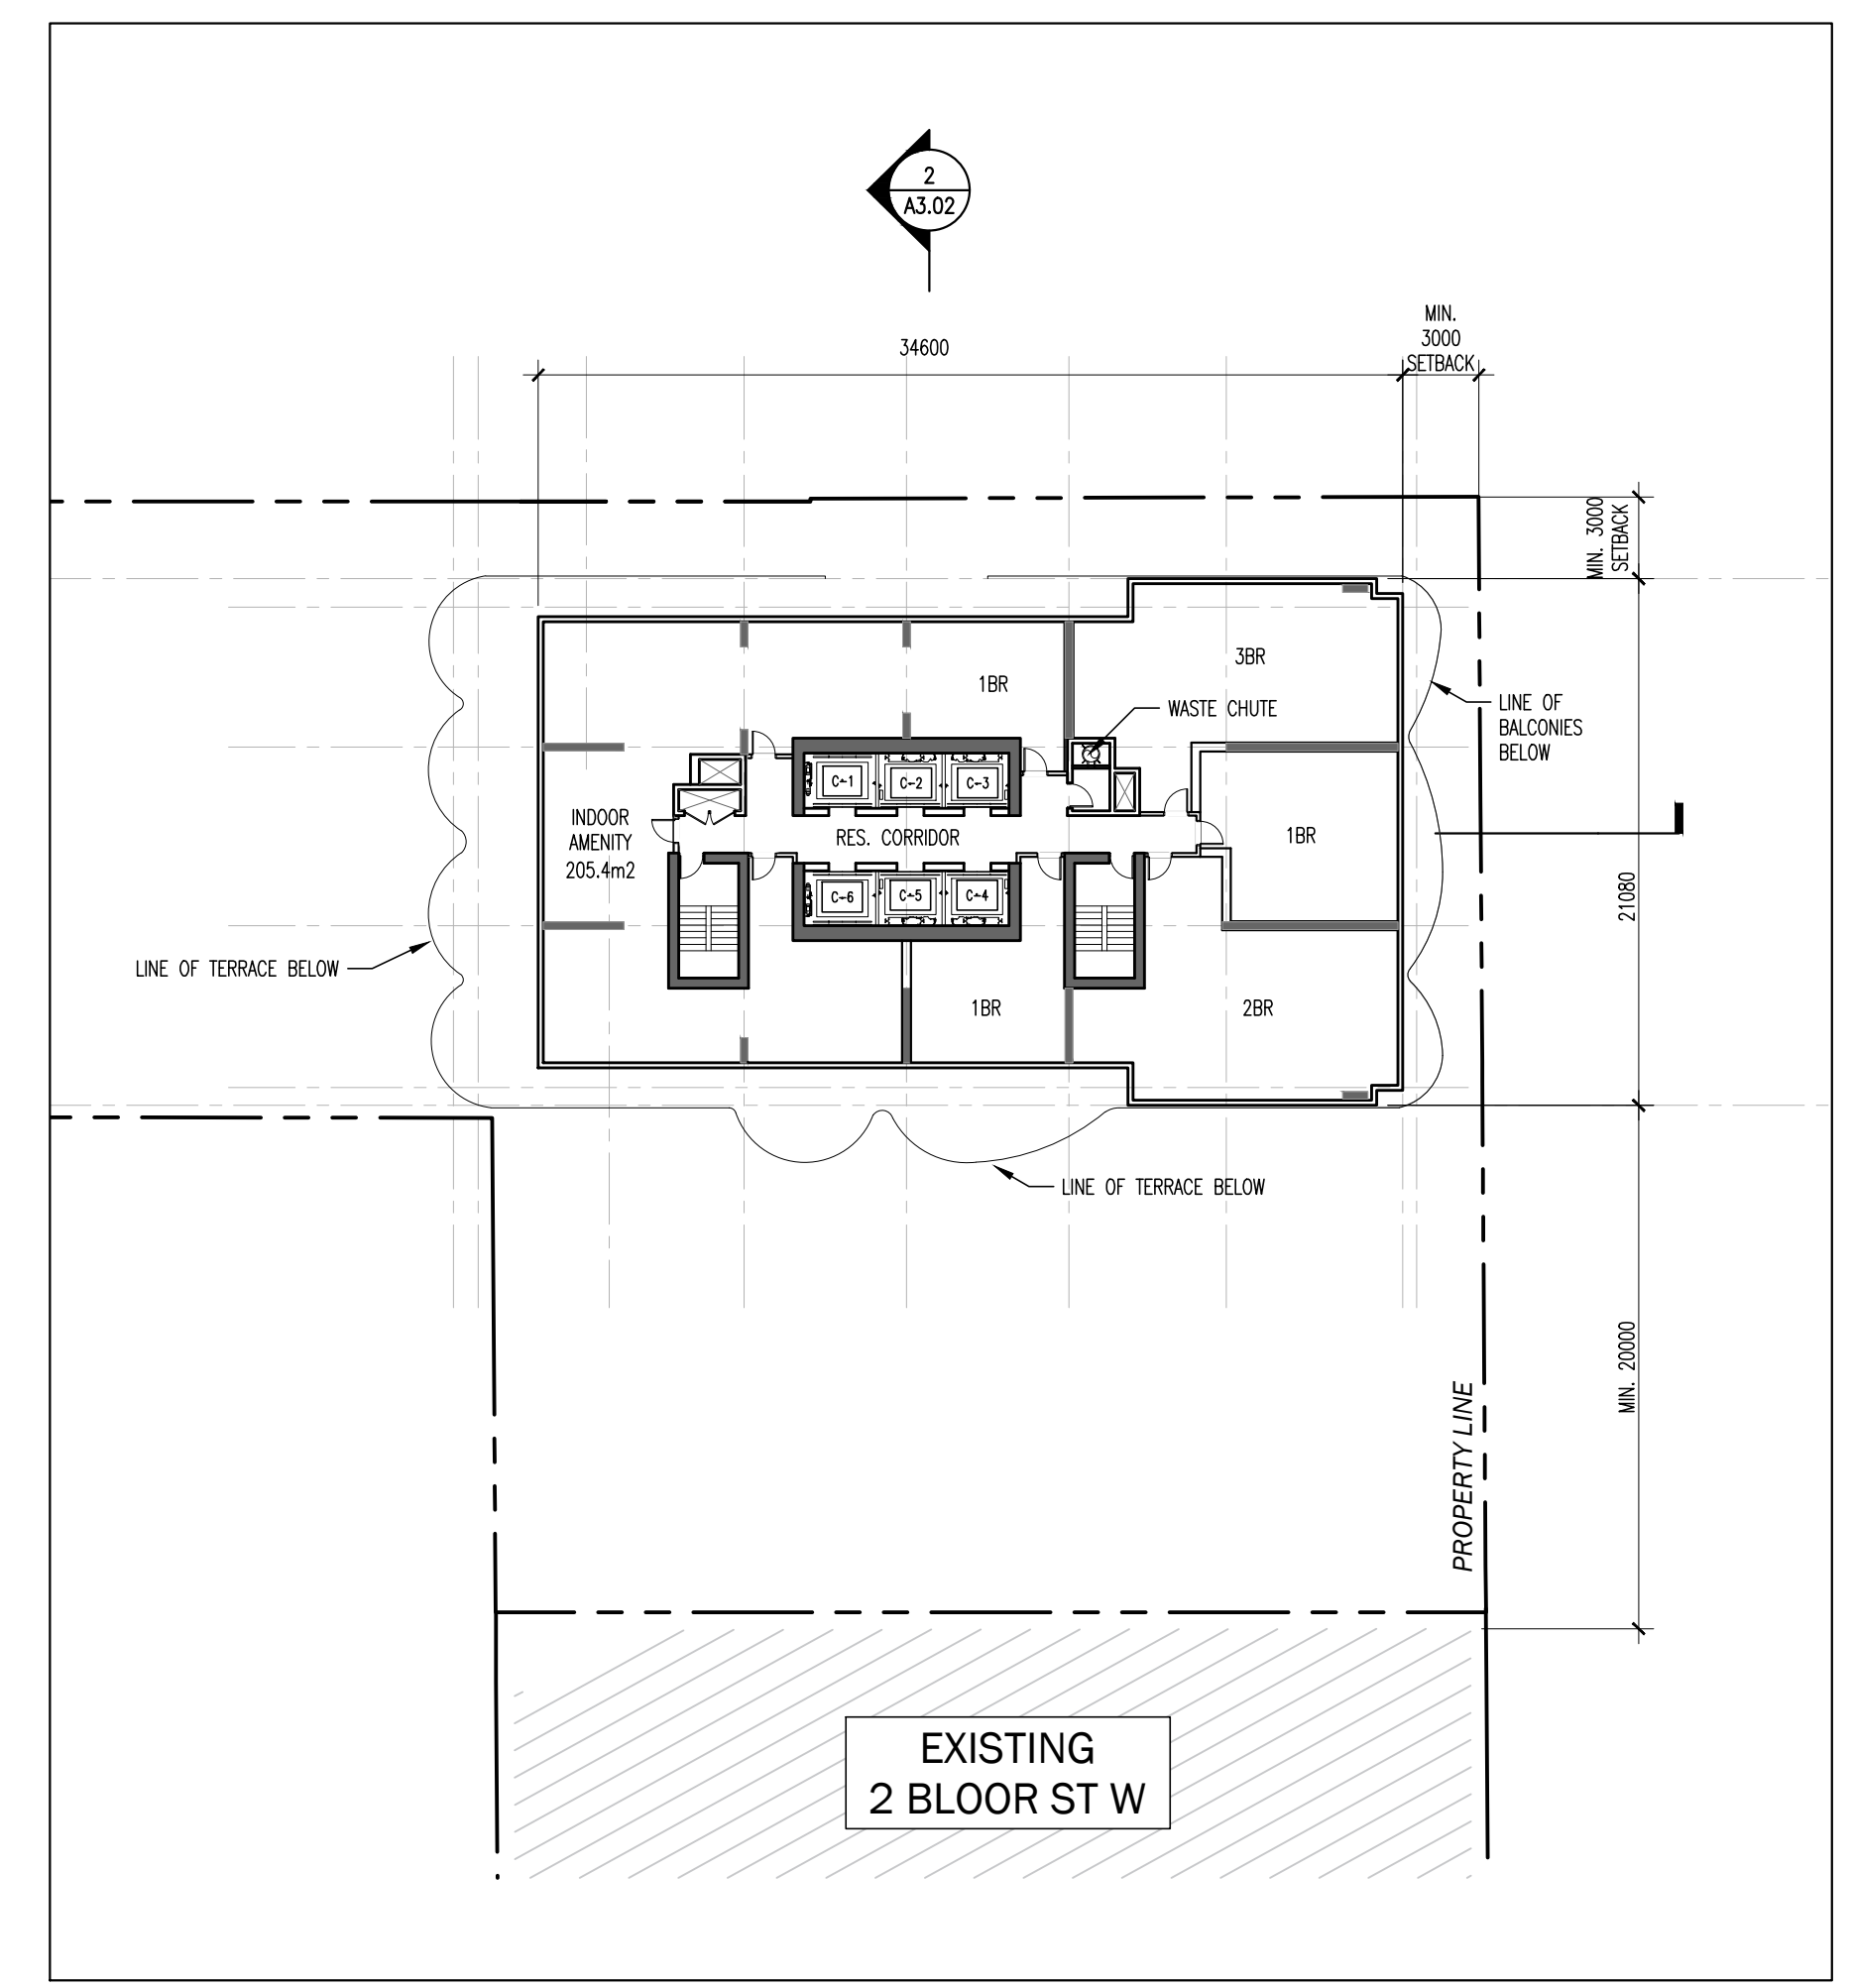 2
A3.02
MIN.
3000
SETBACK
34600
MIN. 3000
SETBACK
3BR
1BR
WASTE CHUTE
LINE OF
BALCONIES
BELOW
C-1
C-2
C-3
INDOOR
AMENITY
205.4m2
RES. CORRIDOR
1BR
C-6
C-5
C-4
21080
LINE OF TERRACE BELOW
1BR
2BR
LINE OF TERRACE BELOW
MIN. 20000
PROPERTY LINE
EXISTING
2 BLOOR ST W